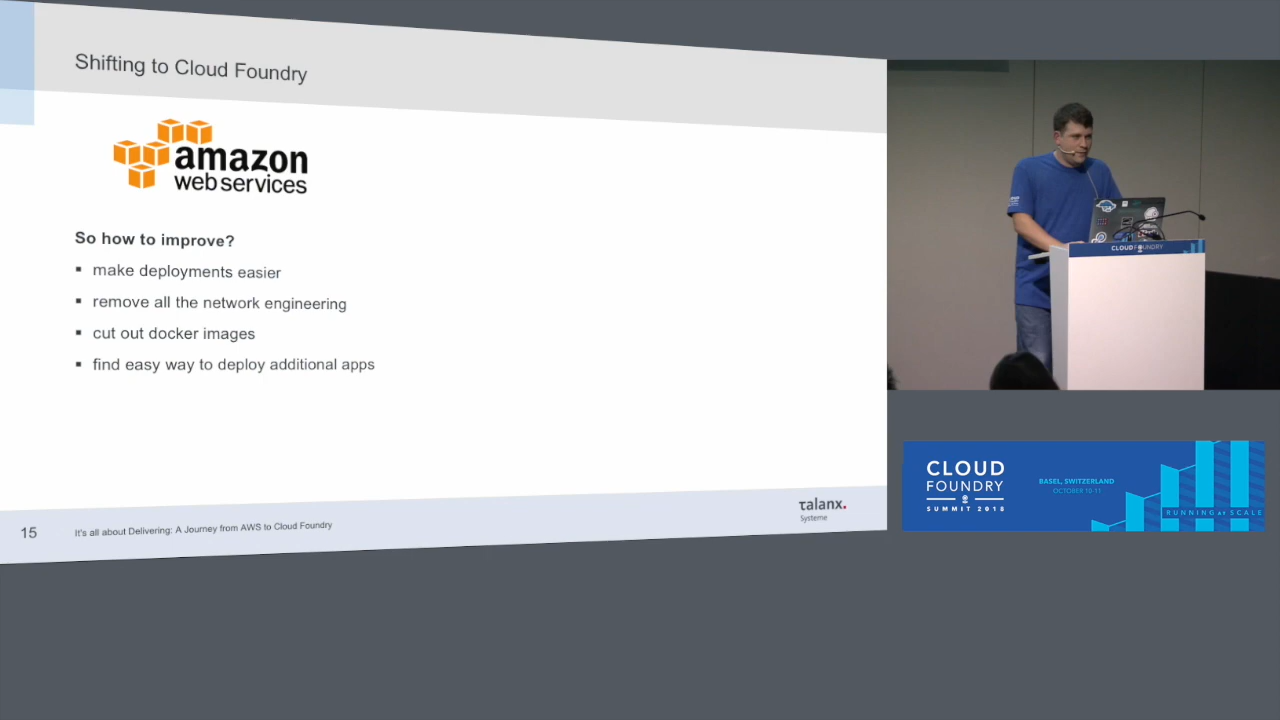 Shifting to Cloud Foundry
amazon
web services
So how to improve?
▪ make deployments easier
▪ remove all the network engineering
▪ cut out docker images
▪ find easy way to deploy additional apps
15
It's all about Delivering: A Journey from AWS to Cloud Foundry
talanx.
Systeme
CLOUD FOUNDRY
CLOUD
FOUNDRY
SUMMIT 2018
BASEL, SWITZERLAND
OCTOBER 10-11
RUNNING at SCALE